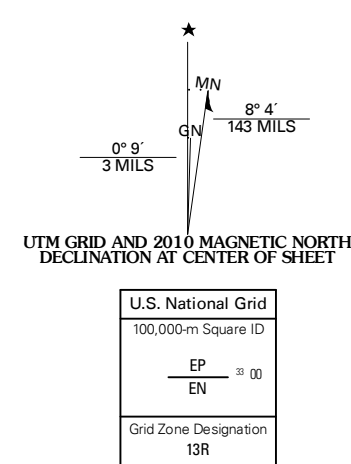 ★
MN
8° 4´
143 MILS
GN
0° 9´
3 MILS
UTM GRID AND 2010 MAGNETIC NORTH
DECLINATION AT CENTER OF SHEET
U.S. National Grid
100,000-m Square ID
EP
33 00
EN
Grid Zone Designation
13R